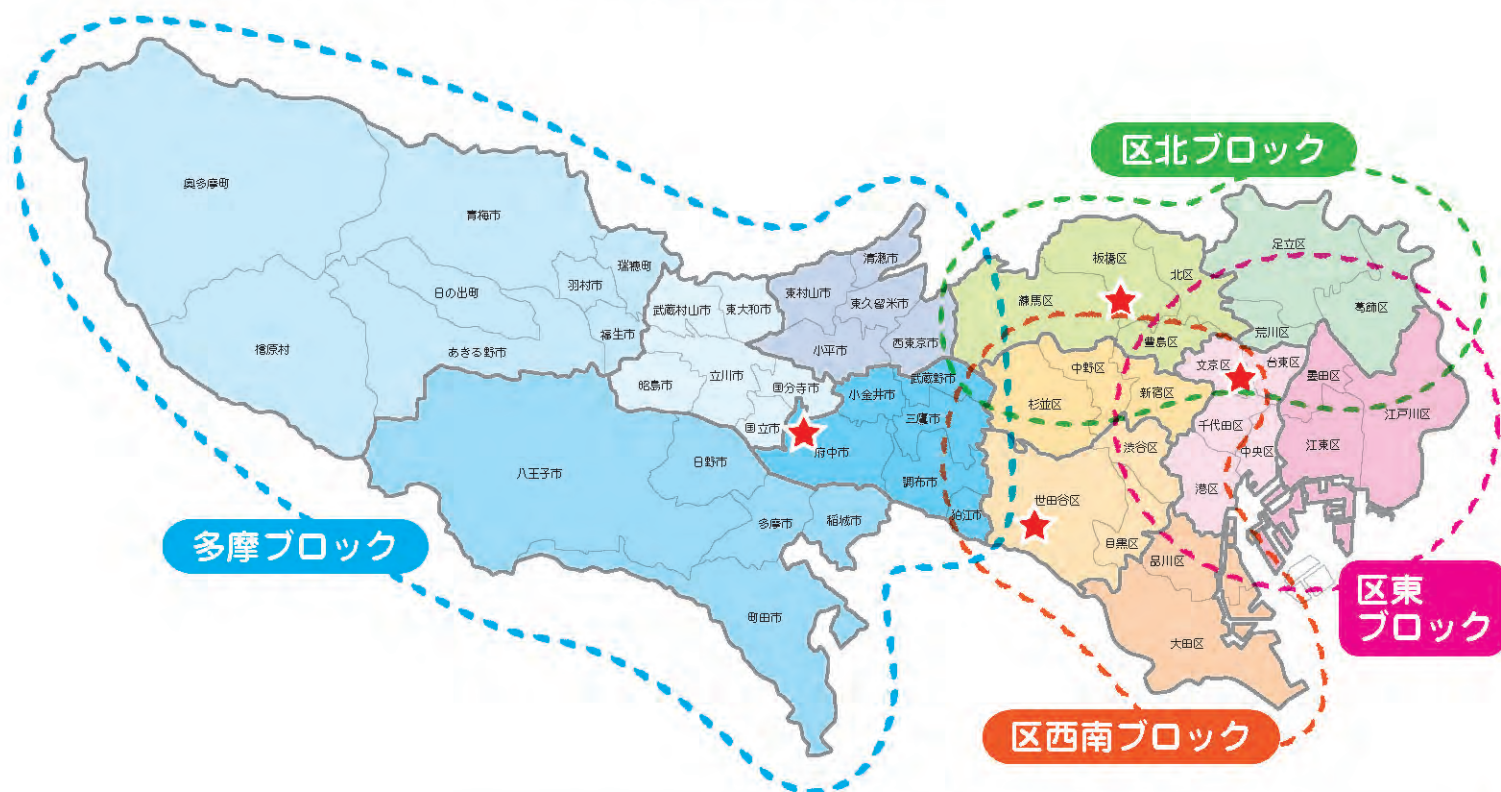 区北ブロック
奥多摩町
青梅市
瑞穂町
羽村市
日の出町
福生市
檜原村
あきる野市
清瀬市
東村山市
東久留米市
武蔵村山市
東大和市
小平市
西東京市
昭島市
立川市
国分寺市
国立市
小金井市
武蔵野市
三鷹市
府中市
調布市
狛江市
八王子市
日野市
多摩市
稲城市
町田市
多摩ブロック
板橋区
北区
練馬区
豊島区
足立区
葛飾区
荒川区
中野区
杉並区
新宿区
文京区
台東区
墨田区
江戸川区
千代田区
中央区
江東区
渋谷区
港区
世田谷区
目黒区
品川区
大田区
区東
ブロック
区西南ブロック